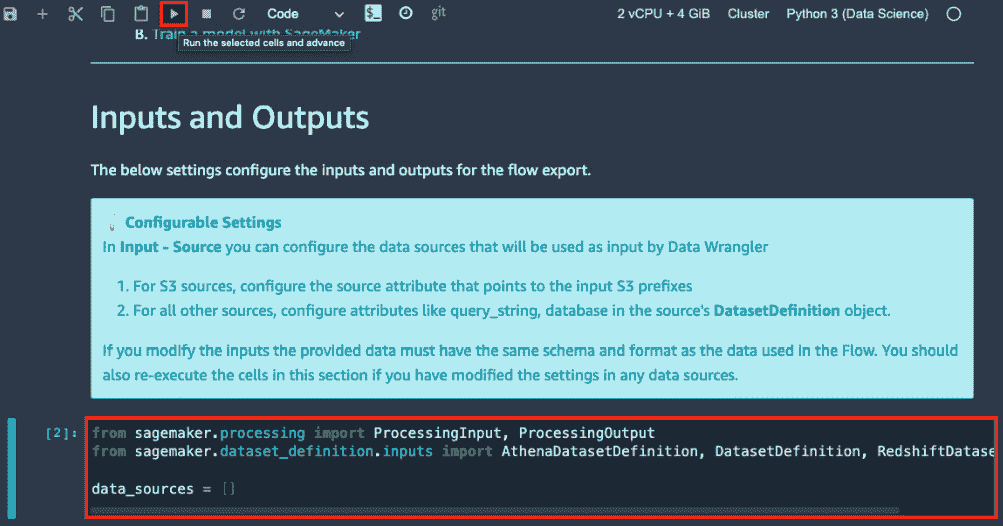 Code
$_
git
2 vCPU + 4 GiB
Cluster
Python 3 (Data Science)
B. Train a model with SageMaker
Run the selected cells and advance
Inputs and Outputs
The below settings configure the inputs and outputs for the flow export.
Configurable Settings
In Input - Source you can configure the data sources that will be used as input by Data Wrangler
1. For S3 sources, configure the source attribute that points to the input S3 prefixes
2. For all other sources, configure attributes like query_string, database in the source's DatasetDefinition object.
If you modify the inputs the provided data must have the same schema and format as the data used in the Flow. You should
also re-execute the cells in this section if you have modified the settings in any data sources.
[2]:
from sagemaker.processing import ProcessingInput, ProcessingOutput
from sagemaker.dataset_definition.inputs import AthenaDatasetDefinition, DatasetDefinition, RedshiftDatase
data_sources = []